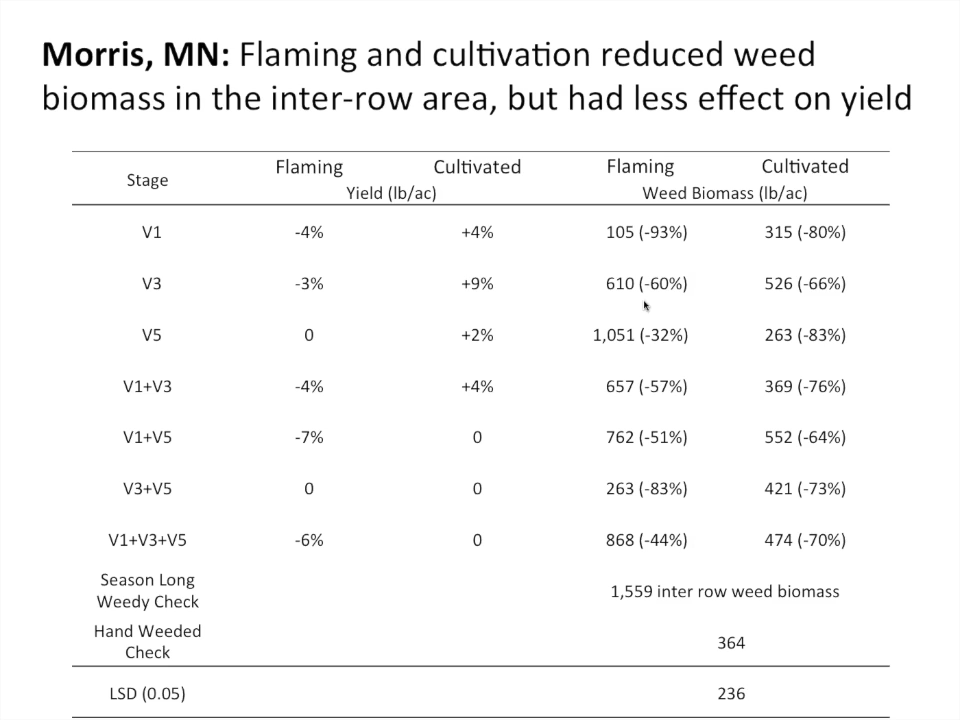 Morris, MN: Flaming and cultivation reduced weed
biomass in the inter-row area, but had less effect on yield
Stage Flaming Cultivated Flaming Cultivated
Yield (lb/ac) Weed Biomass (lb/ac)
V1 -4% +4% 105 (-93%) 315 (-80%)
V3 -3% +9% 610 (-60%) 526 (-66%)
V5 0 +2% 1,051 (-32%) 263 (-83%)
V1+V3 -4% +4% 657 (-57%) 369 (-76%)
V1+V5 -7% 0 762 (-51%) 552 (-64%)
V3+V5 0 0 263 (-83%) 421 (-73%)
V1+V3+V5 -6% 0 868 (-44%) 474 (-70%)
Season Long
Weedy Check 1,559 inter row weed biomass
Hand Weeded
Check 364
LSD (0.05) 236